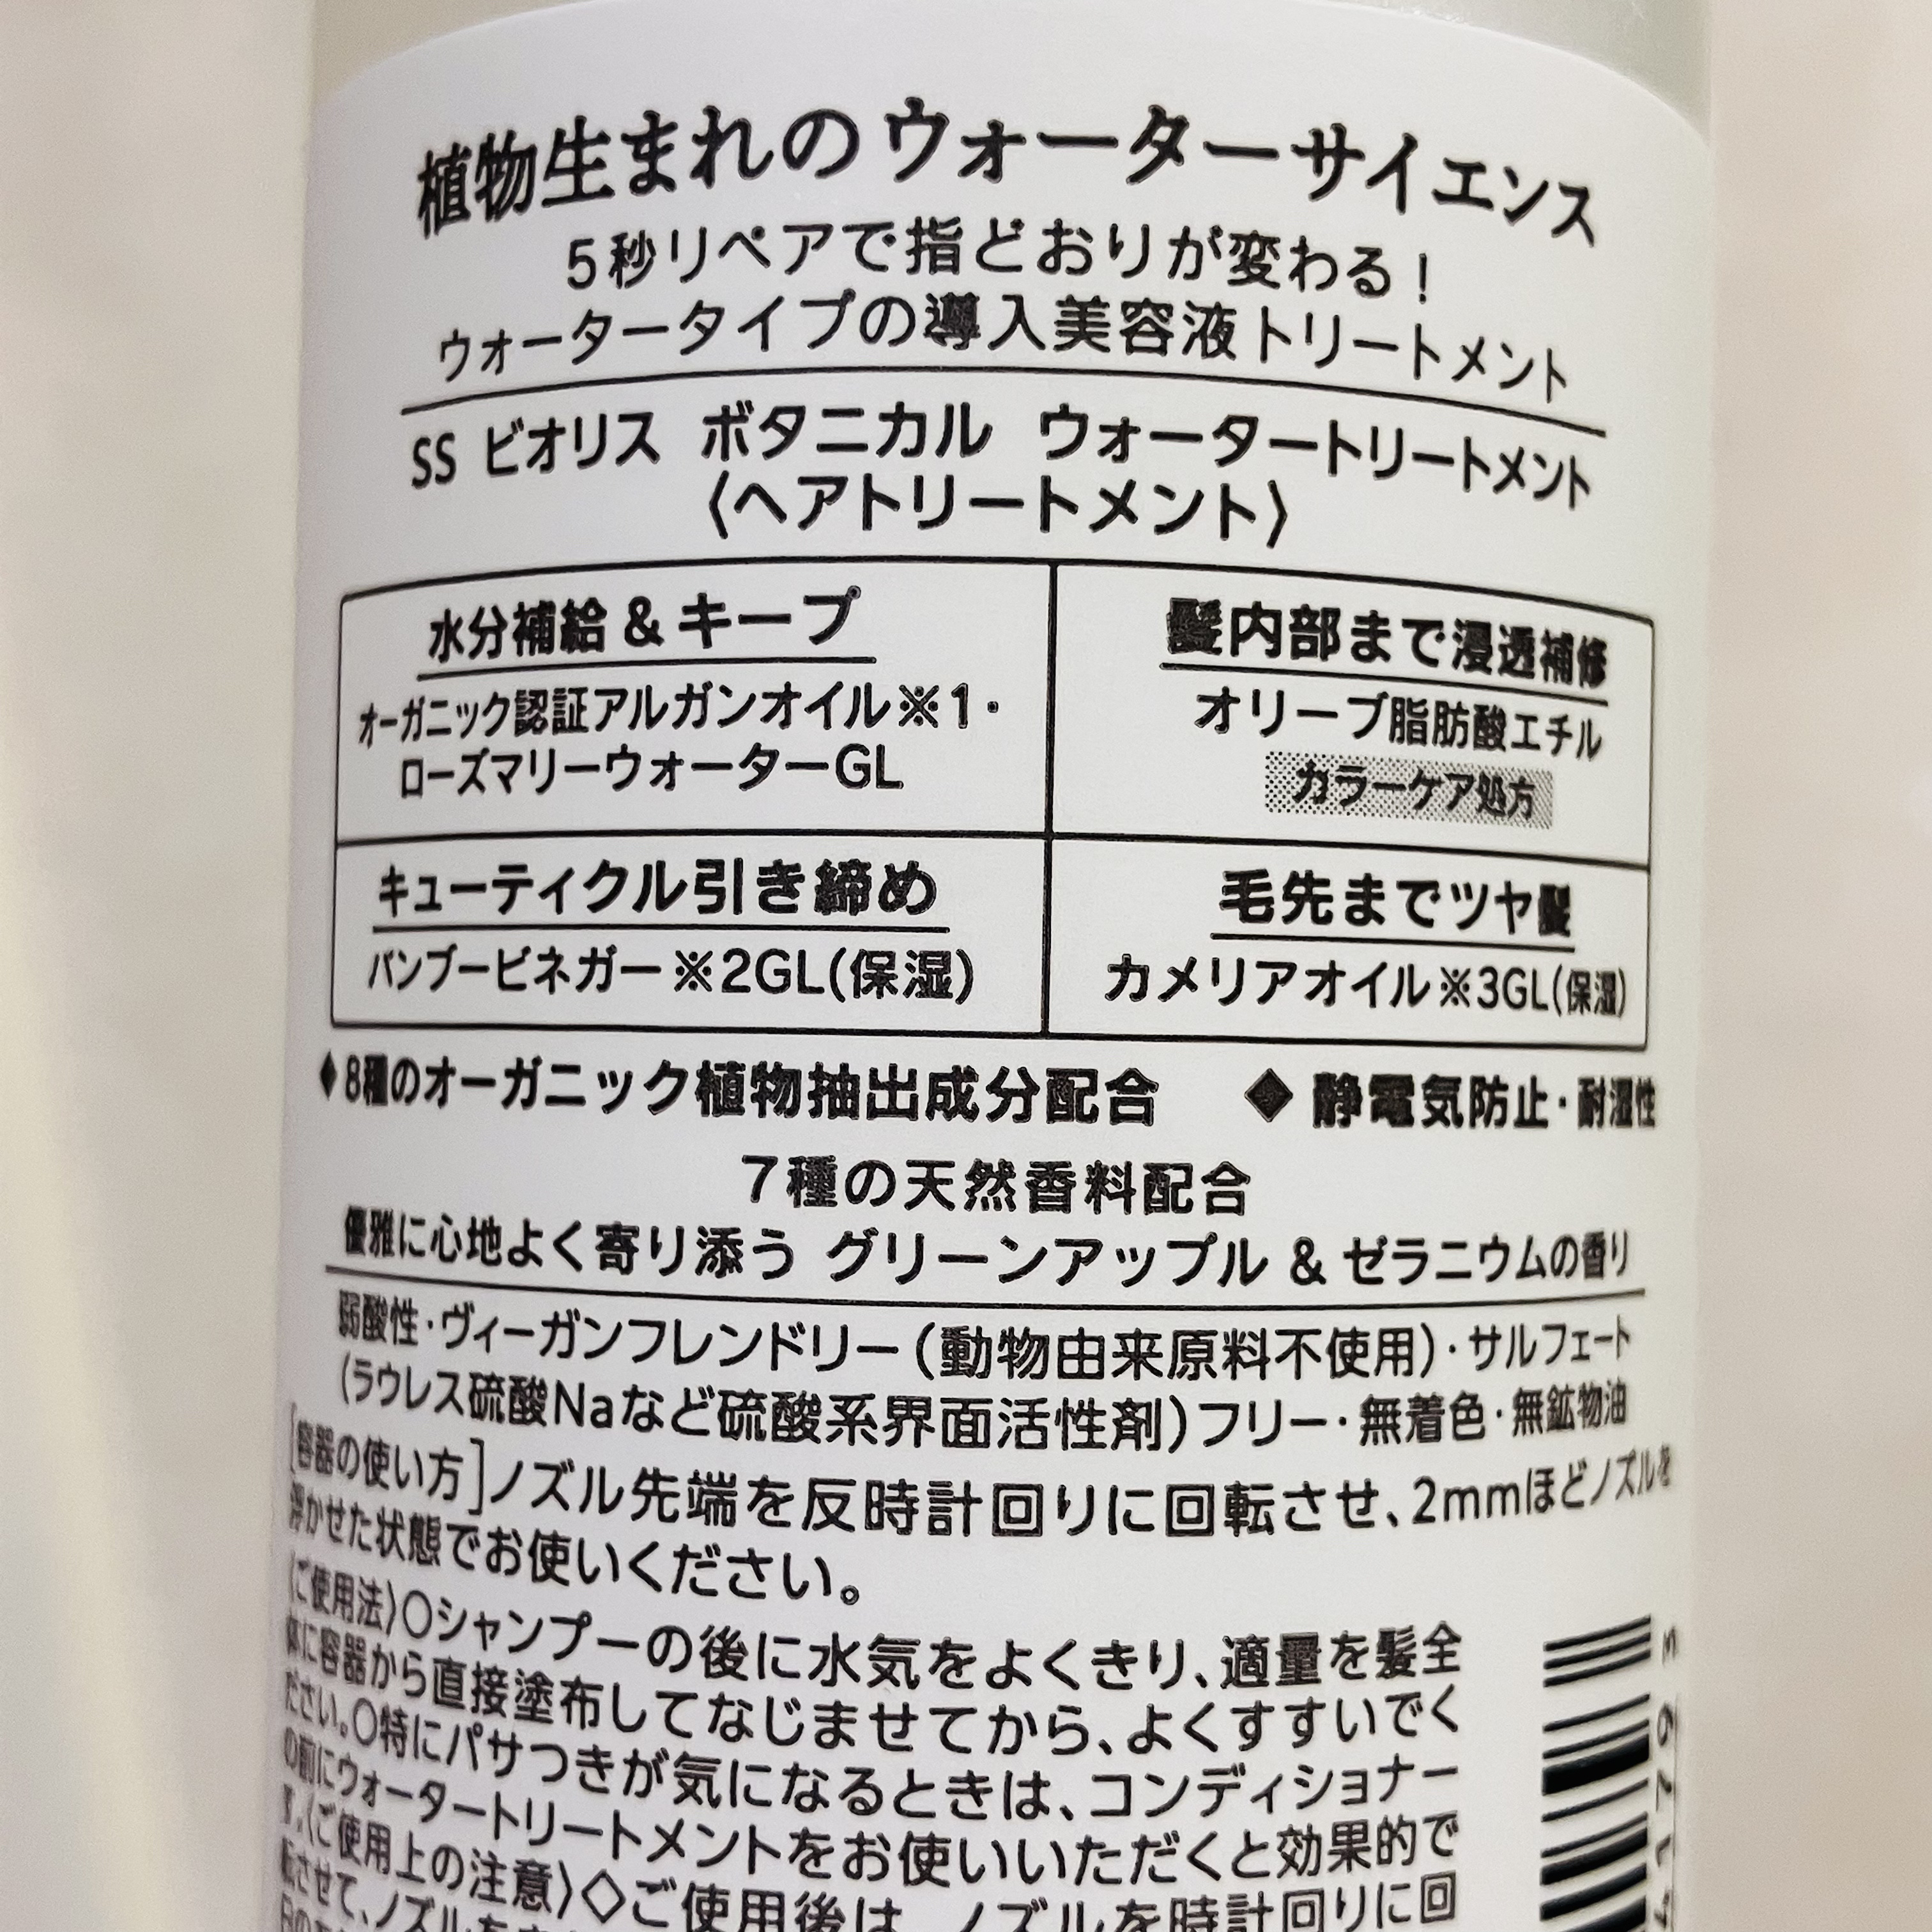 植物生まれのウォーターサイエンス
5秒リペアで指どおりが変わる!
ウォータータイプの導入美容液トリートメント
SS ビオリス ボタニカル ウォータートリートメント
〈ヘアトリートメント〉
水分補給&キープ
オーガニック認証アルガンオイル※1・
ローズマリーウォーターGL
髪内部まで浸透補修
オリーブ脂肪酸エチル
カラーケア処方
キューティクル引き締め
バンブービネガー※2GL(保湿)
毛先までツヤ髪
カメリアオイル※3GL(保湿)
♦8種のオーガニック植物抽出成分配合 ◆静電気防止・耐湿性
7種の天然香料配合
優雅に心地よく寄り添う グリーンアップル & ゼラニウムの香り
弱酸性・ヴィーガンフレンドリー(動物由来原料不使用)・サルフェート
(ラウレス硫酸Naなど硫酸系界面活性剤)フリー・無着色・無鉱物油
[容器の使い方]ノズル先端を反時計回りに回転させ、2mmほどノズルを
浮かせた状態でお使いください。
〈ご使用法〉○シャンプーの後に水気をよくきり、適量を髪全
体に容器から直接塗布してなじませてから、よくすすいでく
ださい。○特にパサつきが気になるときは、コンディショナー
の前にウォータートリートメントをお使いいただくと効果的で
す。〈ご使用上の注意〉◇ご使用後は、ノズルを時計回りに回
転させて、ノズルを